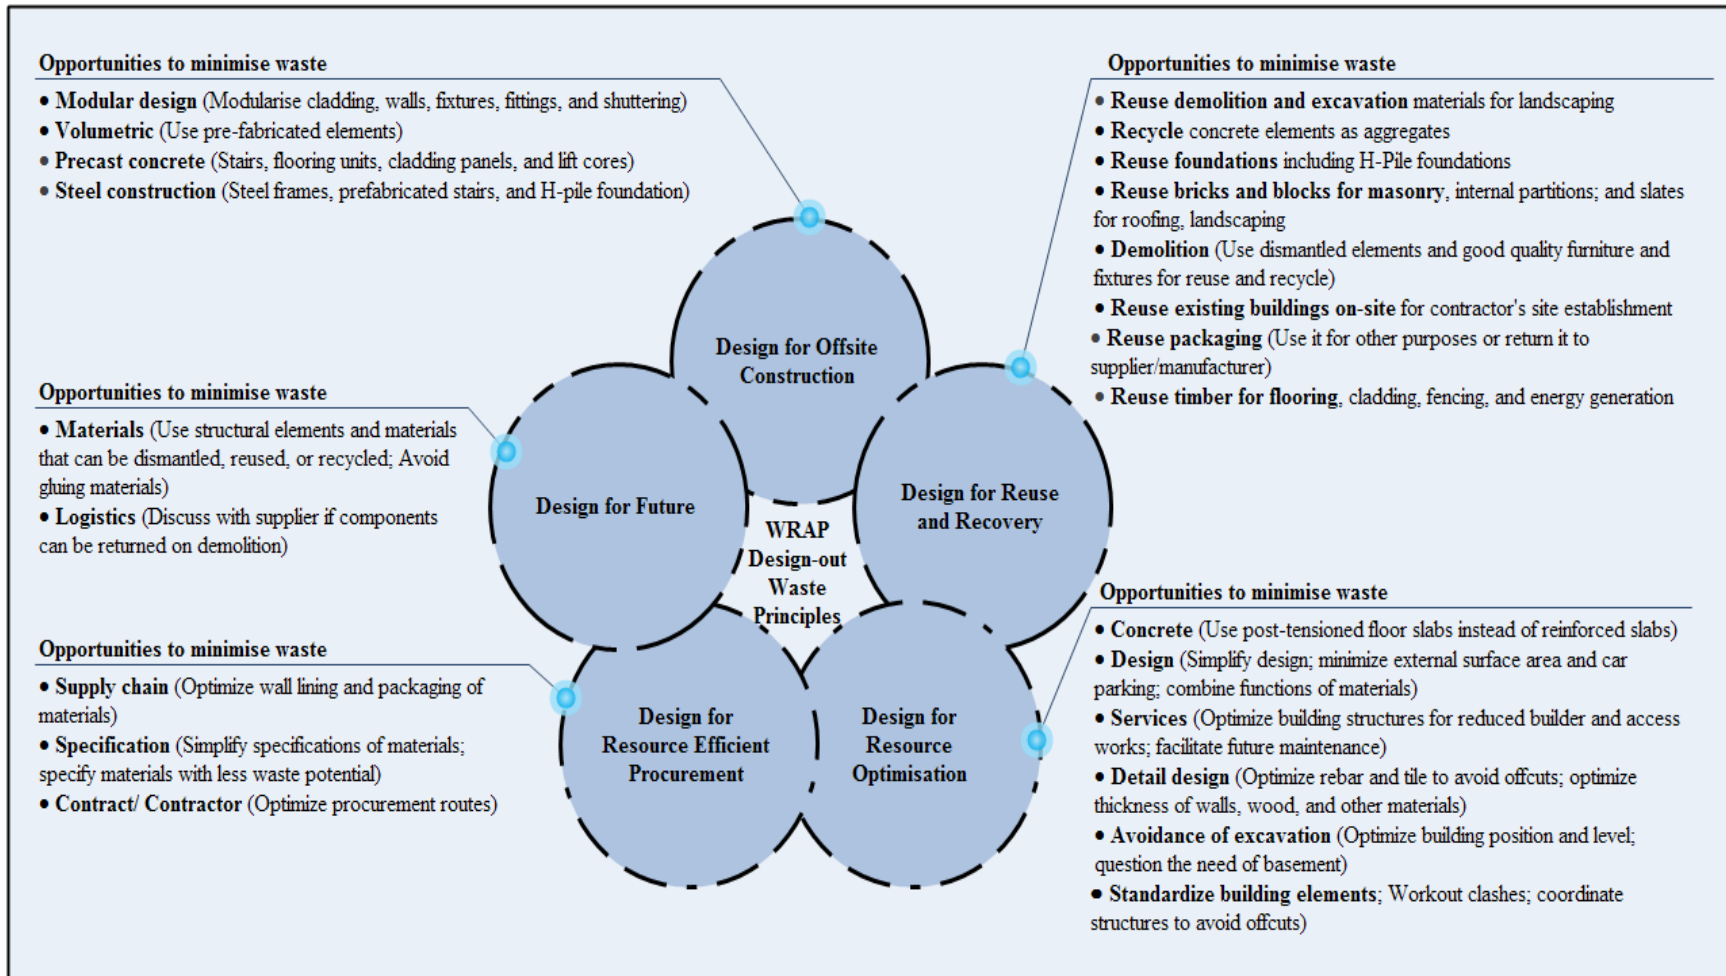 Opportunities to minimise waste
• Modular design (Modularise cladding, walls, fixtures, fittings, and shuttering)
• Volumetric (Use pre-fabricated elements)
• Precast concrete (Stairs, flooring units, cladding panels, and lift cores)
• Steel construction (Steel frames, prefabricated stairs, and H-pile foundation)
Opportunities to minimise waste
• Reuse demolition and excavation materials for landscaping
• Recycle concrete elements as aggregates
• Reuse foundations including H-Pile foundations
• Reuse bricks and blocks for masonry, internal partitions; and slates
for roofing, landscaping
• Demolition (Use dismantled elements and good quality furniture and
fixtures for reuse and recycle)
• Reuse existing buildings on-site for contractor's site establishment
• Reuse packaging (Use it for other purposes or return it to
supplier/manufacturer)
• Reuse timber for flooring, cladding, fencing, and energy generation
Opportunities to minimise waste
• Materials (Use structural elements and materials
that can be dismantled, reused, or recycled; Avoid
gluing materials)
• Logistics (Discuss with supplier if components
can be returned on demolition)
Design for Offsite
Construction
Design for Future
Design for Reuse
and Recovery
WRAP
Design-out
Waste
Principles
Design for
Resource Efficient
Procurement
Design for
Resource
Optimisation
Opportunities to minimise waste
• Supply chain (Optimize wall lining and packaging of
materials)
• Specification (Simplify specifications of materials;
specify materials with less waste potential)
• Contract/ Contractor (Optimize procurement routes)
Opportunities to minimise waste
• Concrete (Use post-tensioned floor slabs instead of reinforced slabs)
• Design (Simplify design; minimize external surface area and car
parking; combine functions of materials)
• Services (Optimize building structures for reduced builder and access
works; facilitate future maintenance)
• Detail design (Optimize rebar and tile to avoid offcuts; optimize
thickness of walls, wood, and other materials)
• Avoidance of excavation (Optimize building position and level;
question the need of basement)
• Standardize building elements; Workout clashes; coordinate
structures to avoid offcuts)